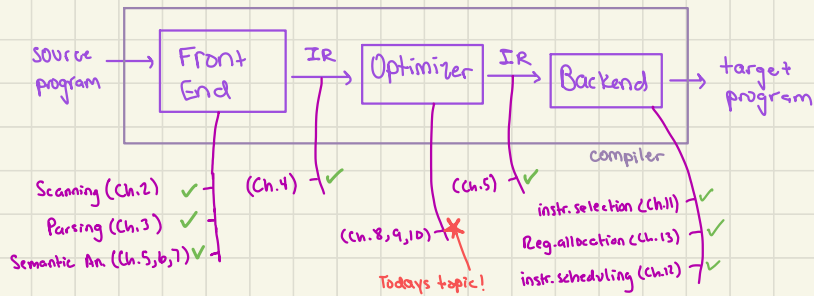 source
program
Front
End
IR
Optimizer
IR
Backend
target
program
compiler
Scanning (Ch.2)
Parsing (Ch.3)
Semantic An. (Ch.5,6,7)
(Ch.4)
(Ch.8,9,10)
Todays topic!
(Ch.5)
instr. selection (Ch.11)
Reg. allocation (Ch.13)
instr. scheduling (Ch.12)